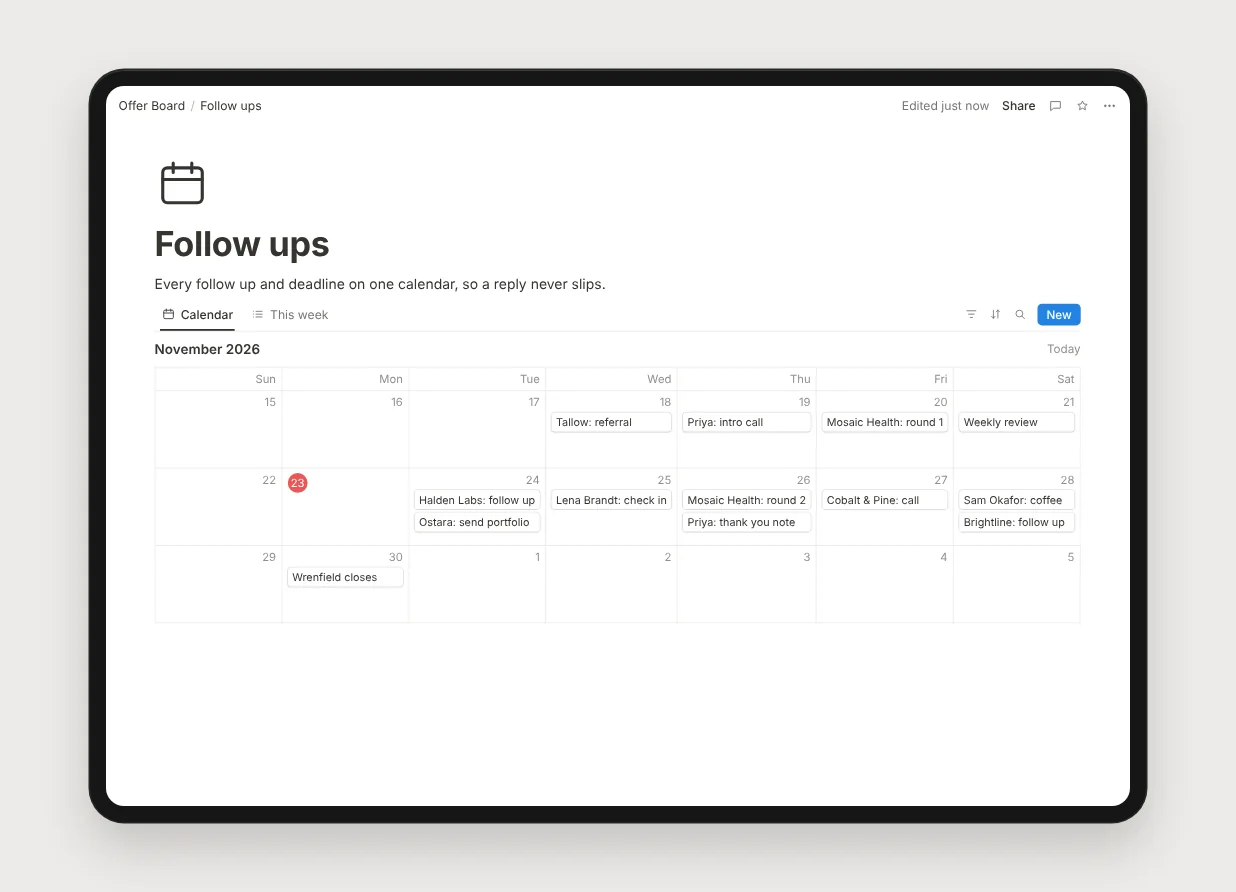 Offer Board / Follow ups
Edited just now Share
Follow ups
Every follow up and deadline on one calendar, so a reply never slips.
Calendar This week
New
November 2026
Today
Sun Mon Tue Wed Thu Fri Sat
15 16 17 18 19 20 21
Tallow: referral Priya: intro call Mosaic Health: round 1 Weekly review
22 23 24 25 26 27 28
Halden Labs: follow up Lena Brandt: check in Mosaic Health: round 2 Cobalt & Pine: call Sam Okafor: coffee
Ostara: send portfolio Priya: thank you note Brightline: follow up
29 30 1 2 3 4 5
Wrenfield closes